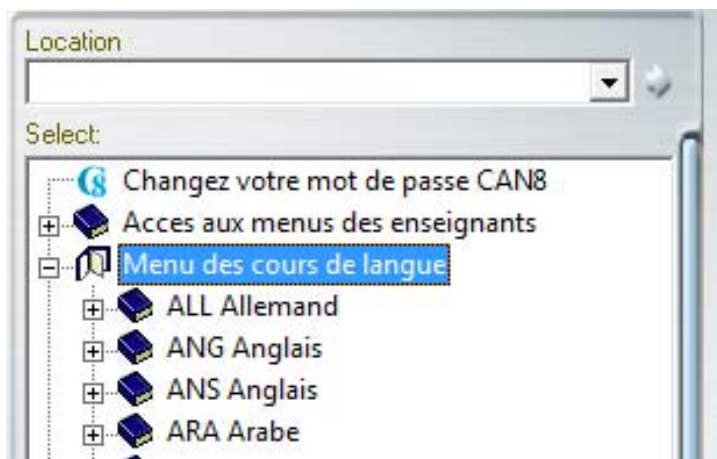 Location
Select:
Changez votre mot de passe CAN8
Acces aux menus des enseignants
Menu des cours de langue
ALL Allemand
ANG Anglais
ANS Anglais
ARA Arabe